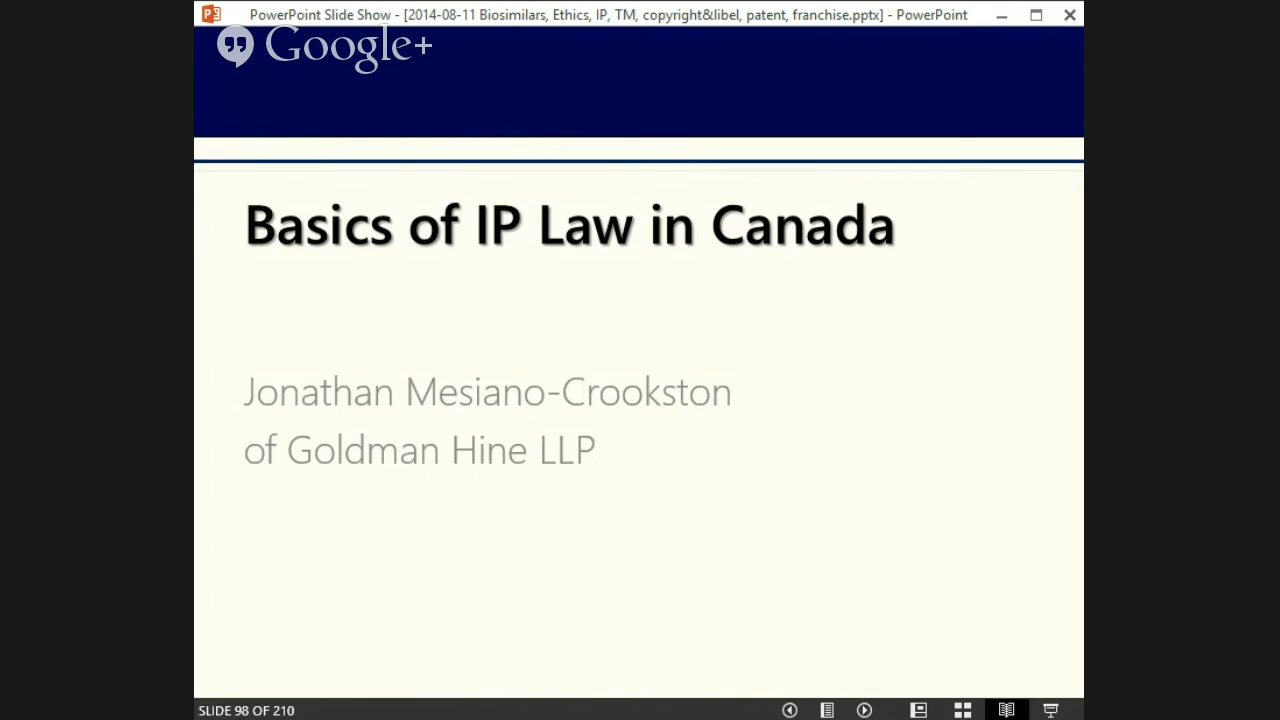 PowerPoint Slide Show - [2014-08-11 Biosimilars, Ethics, IP, TM, copyright&libel, patent, franchise.pptx] - PowerPoint
Google+
Basics of IP Law in Canada
Jonathan Mesiano-Crookston
of Goldman Hine LLP
SLIDE 98 OF 210